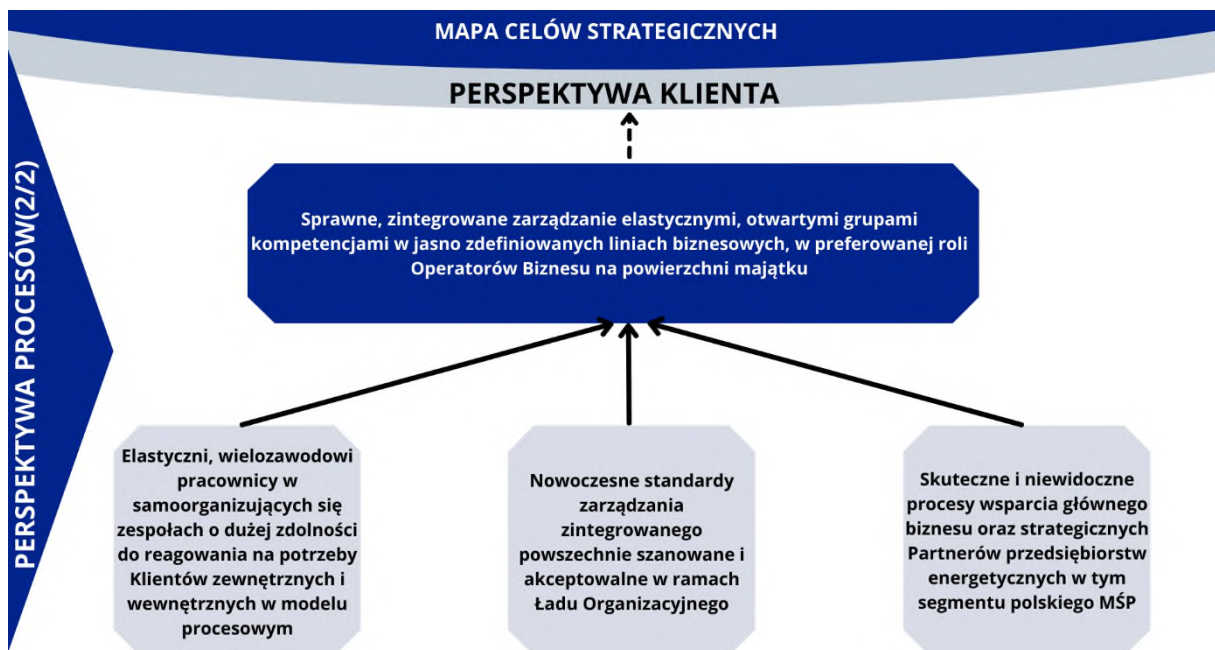 MAPA CELÓW STRATEGICZNYCH
PERSPEKTYWA KLIENTA
PERSPEKTYWA PROCESÓW(2/2)
Sprawne, zintegrowane zarządzanie elastycznymi, otwartymi grupami
kompetencjami w jasno zdefiniowanych liniach biznesowych, w preferowanej roli
Operatorów Biznesu na powierzchni majątku
Elastyczni, wielozawodowi
pracownicy w
samoorganizujących się
zespołach o dużej zdolności
do reagowania na potrzeby
Klientów zewnętrznych i
wewnętrznych w modelu
procesowym
Nowoczesne standardy
zarządzania
zintegrowanego
powszechnie szanowane i
akceptowalne w ramach
Ładu Organizacyjnego
Skuteczne i niewidoczne
procesy wsparcia głównego
biznesu oraz strategicznych
Partnerów przedsiębiorstw
energetycznych w tym
segmentu polskiego MŚP